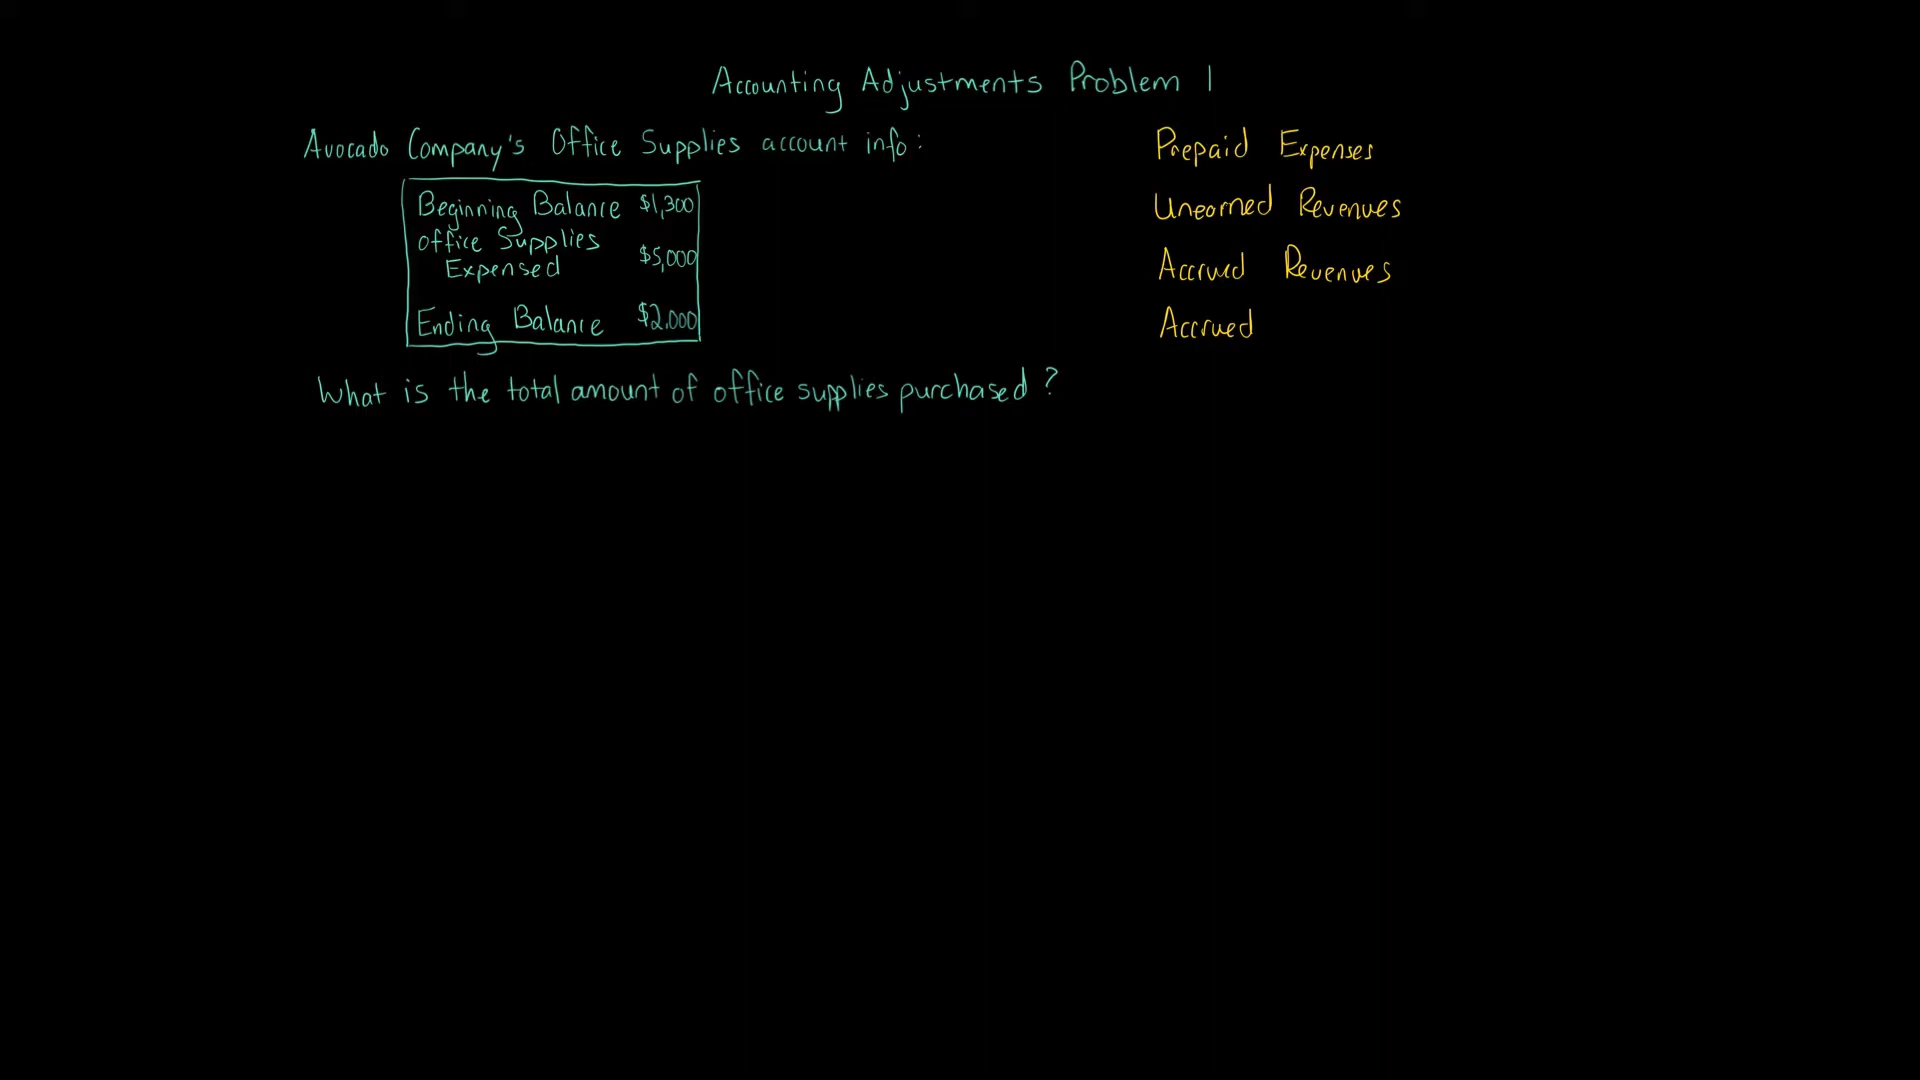 Accounting Adjustments Problem 1
Avocado Company's Office Supplies account info:
Beginning Balance $1,300
Office Supplies
Expensed $5,000
Ending Balance $2,000
What is the total amount of office supplies purchased?
Prepaid Expenses
Unearned Revenues
Accrued Revenues
Accrued